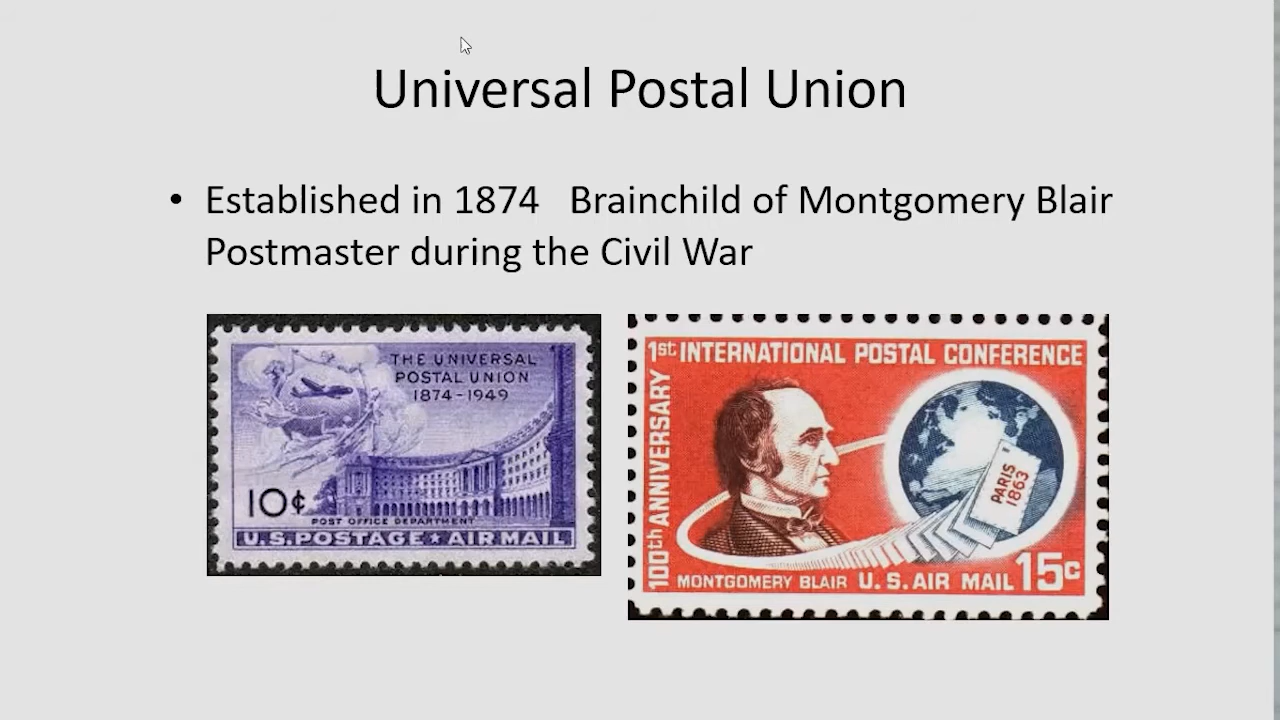 Universal Postal Union
• Established in 1874 Brainchild of Montgomery Blair
Postmaster during the Civil War
THE UNIVERSAL
POSTAL UNION
1874-1949
10¢
POST OFFICE DEPARTMENT
U.S. POSTAGE ★ AIR MAIL
1st INTERNATIONAL POSTAL CONFERENCE
100th ANNIVERSARY
PARIS
1863
MONTGOMERY BLAIR U.S. AIR MAIL 15c